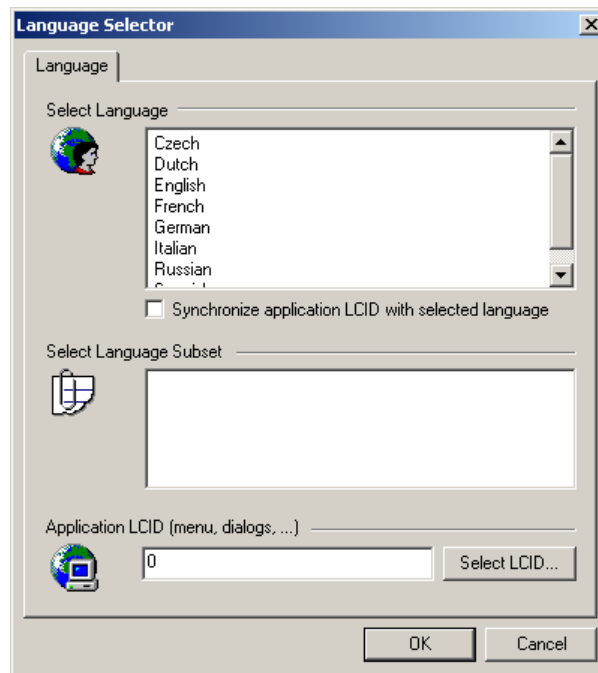 Language Selector
Language
Select Language
Czech
Dutch
English
French
German
Italian
Russian
Synchronize application LCID with selected language
Select Language Subset
Application LCID (menu, dialogs, ...)
0
Select LCID...
OK
Cancel